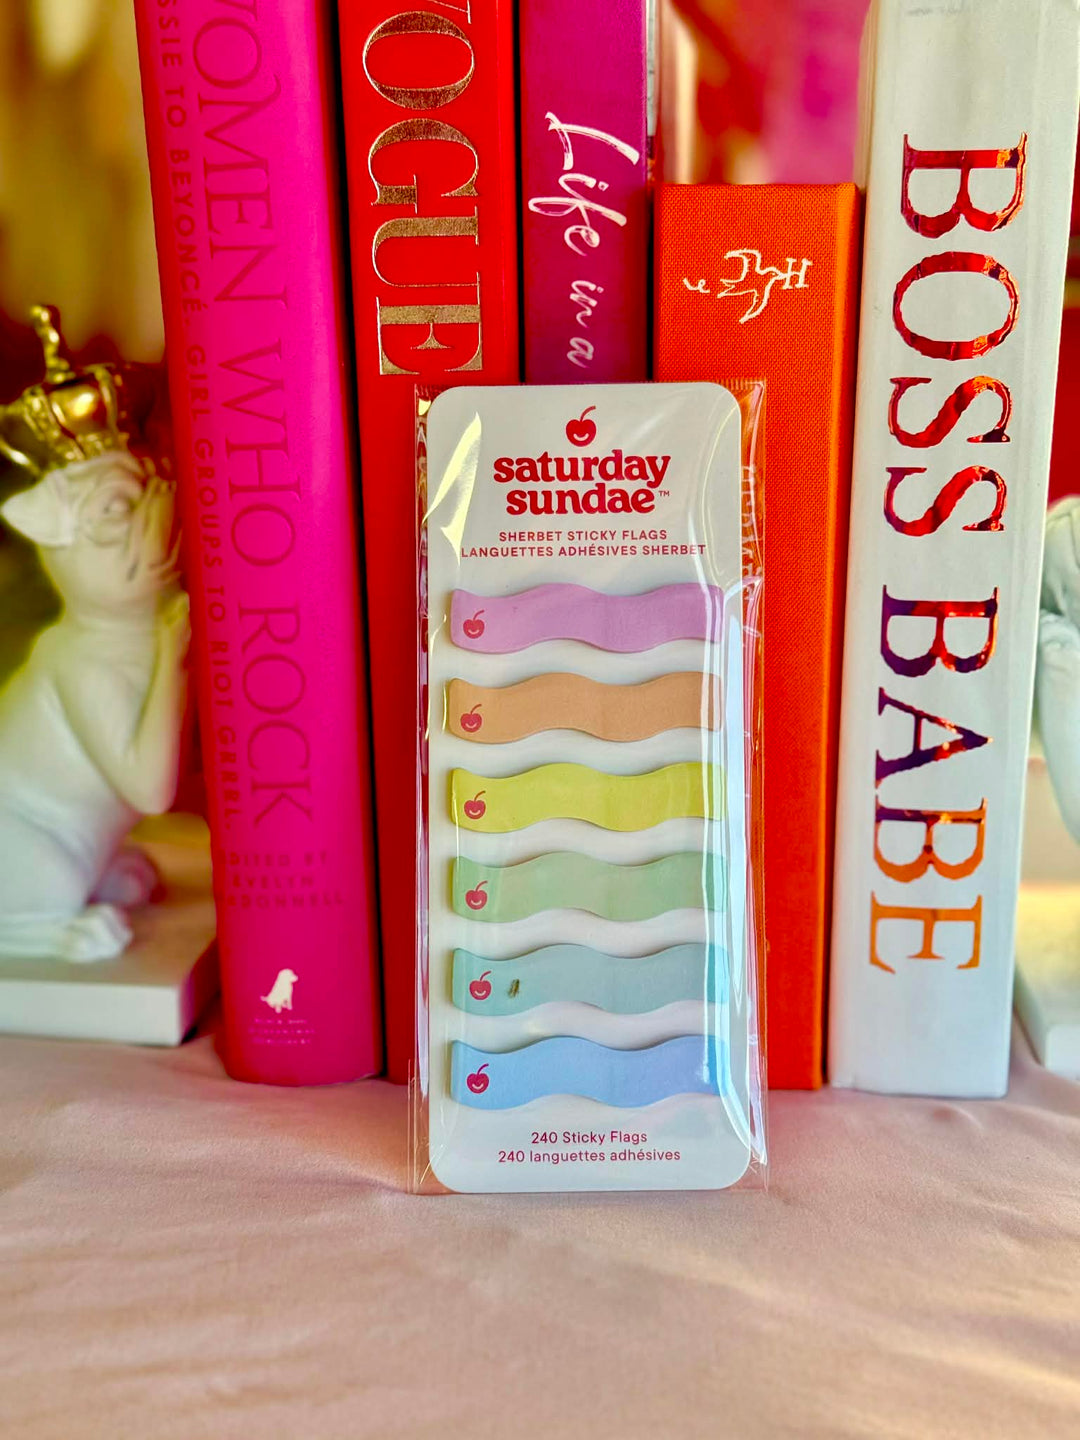 WOMEN WHO ROCK
SSIE TO BEYONCÉ. GIRL GROUPS TO RIOT GRRRL.
EDITED BY
EVELYN
MCDONNELL
VOGUE
Life in a
BOSS BABE
saturday
sundae™
SHERBET STICKY FLAGS
LANGUETTES ADHÉSIVES SHERBET
240 Sticky Flags
240 languettes adhésives